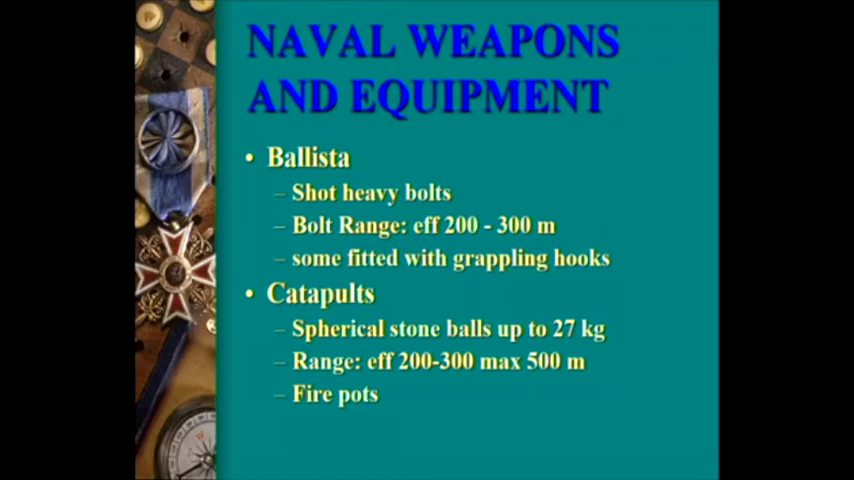 NAVAL WEAPONS
AND EQUIPMENT
• Ballista
– Shot heavy bolts
– Bolt Range: eff 200 - 300 m
– some fitted with grappling hooks
• Catapults
– Spherical stone balls up to 27 kg
– Range: eff 200-300 max 500 m
– Fire pots